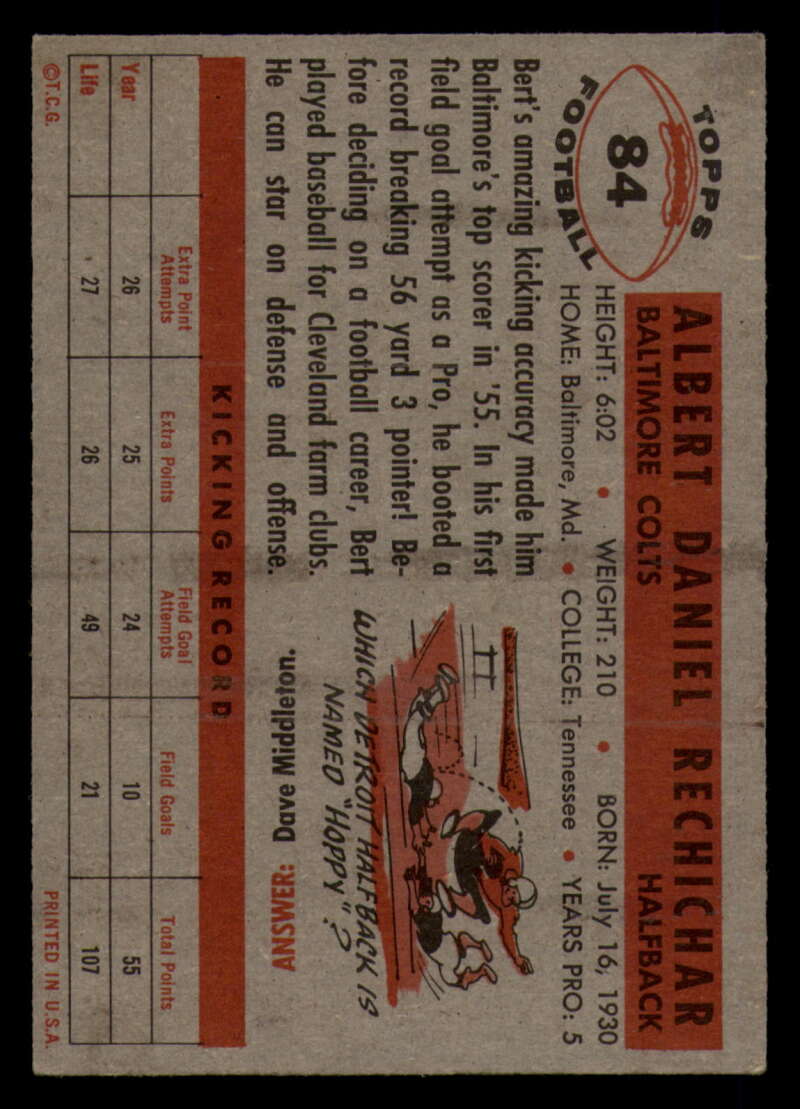 TOPPS
84
FOOTBALL
ALBERT DANIEL RECHICHAR
BALTIMORE COLTS HALFBACK
HEIGHT: 6:02 • WEIGHT: 210 • BORN: July 16, 1930
HOME: Baltimore, Md. • COLLEGE: Tennessee • YEARS PRO: 5
Bert's amazing kicking accuracy made him
Baltimore's top scorer in '55. In his first
field goal attempt as a Pro, he booted a
record breaking 56 yard 3 pointer! Be-
fore deciding on a football career, Bert
played baseball for Cleveland farm clubs.
He can star on defense and offense.
WHICH DETROIT HALFBACK IS
NAMED "HOPPY"?
ANSWER: Dave Middleton.
KICKING RECORD
Extra Point Attempts Extra Points Field Goal Attempts Field Goals Total Points
Year 26 25 24 10 55
Life 27 26 49 21 107
©T.C.G. PRINTED IN U.S.A.